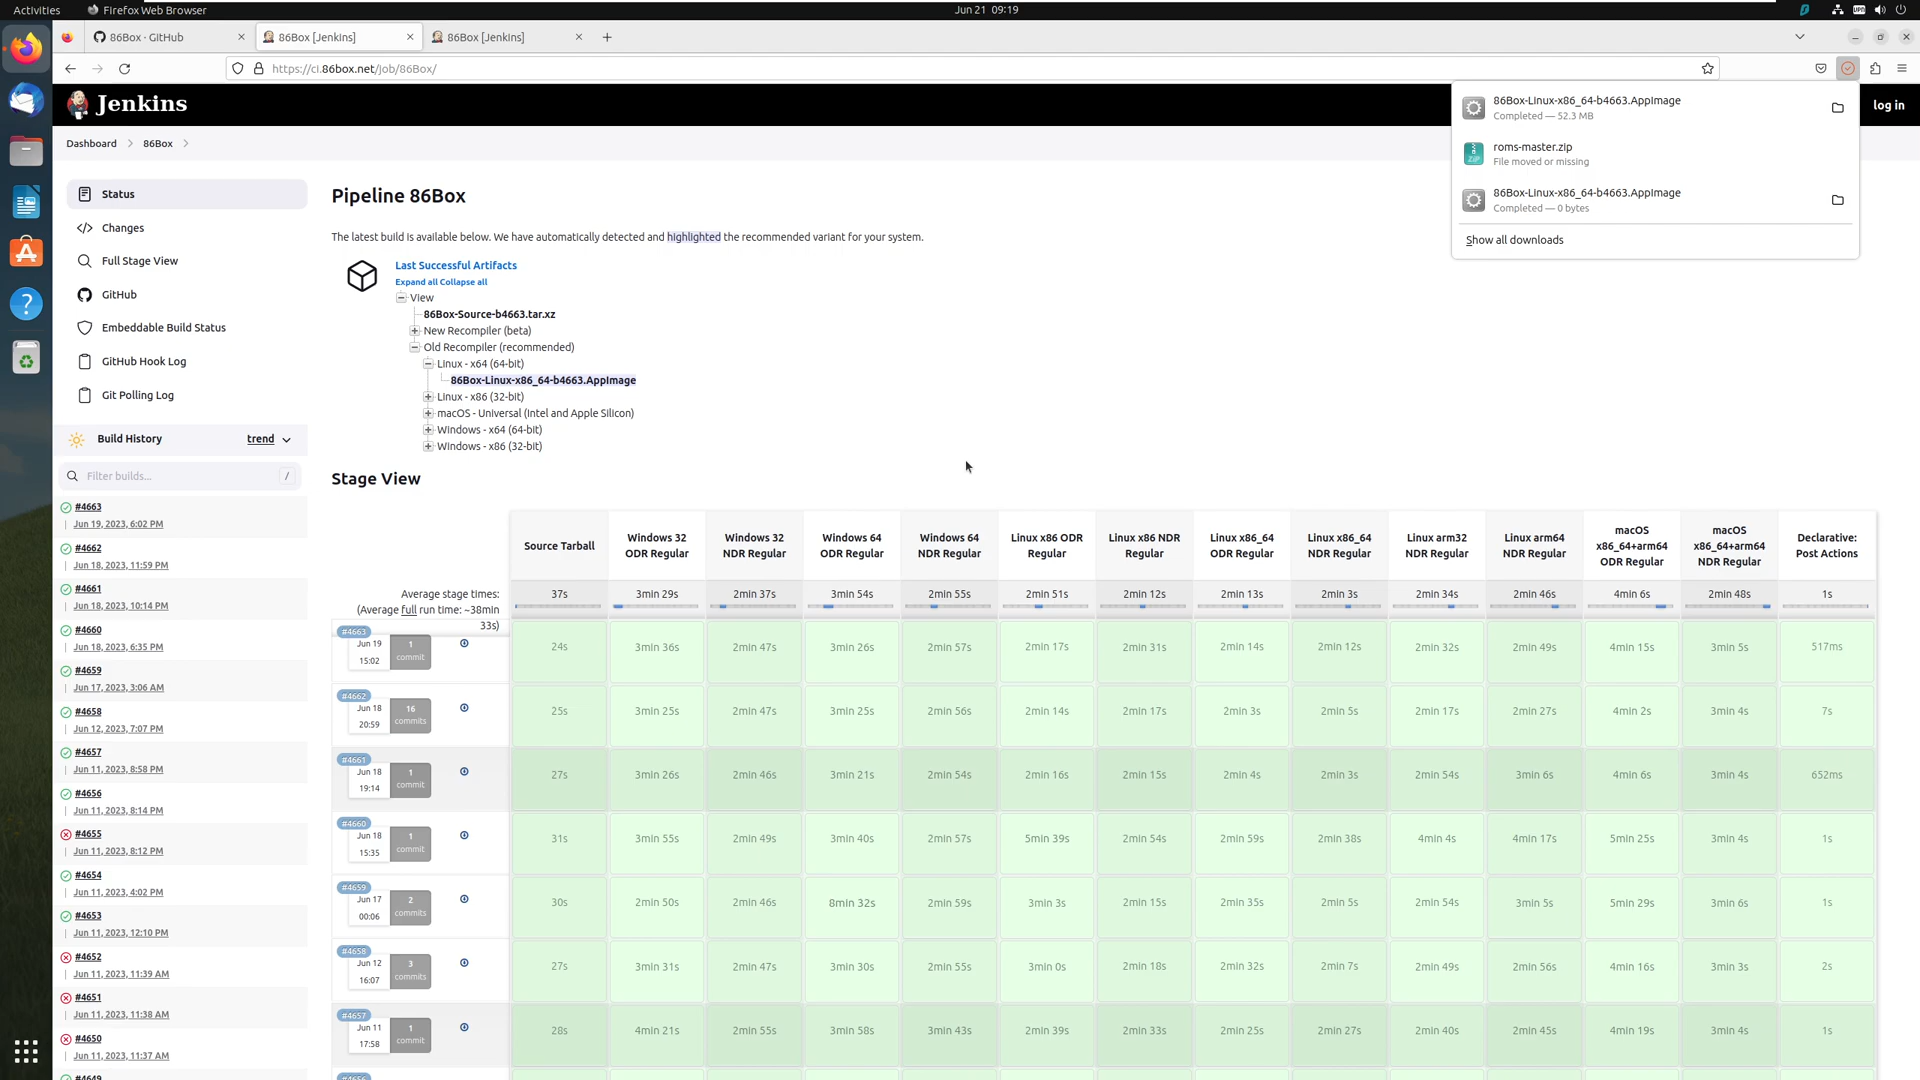 Activities
Firefox Web Browser
Jun 21 09:19
86Box · GitHub
86Box [Jenkins]
86Box [Jenkins]
https://ci.86box.net/job/86Box/
Jenkins
log in
86Box-Linux-x86_64-b4663.AppImage
Completed — 52.3 MB
roms-master.zip
File moved or missing
86Box-Linux-x86_64-b4663.AppImage
Completed — 0 bytes
Show all downloads
Dashboard
86Box
Status
Changes
Full Stage View
GitHub
Embeddable Build Status
GitHub Hook Log
Git Polling Log
Build History
trend
Filter builds...
/
#4663
Jun 19, 2023, 6:02 PM
#4662
Jun 18, 2023, 11:59 PM
#4661
Jun 18, 2023, 10:14 PM
#4660
Jun 18, 2023, 6:35 PM
#4659
Jun 17, 2023, 3:06 AM
#4658
Jun 12, 2023, 7:07 PM
#4657
Jun 11, 2023, 8:58 PM
#4656
Jun 11, 2023, 8:14 PM
#4655
Jun 11, 2023, 8:12 PM
#4654
Jun 11, 2023, 4:02 PM
#4653
Jun 11, 2023, 12:10 PM
#4652
Jun 11, 2023, 11:39 AM
#4651
Jun 11, 2023, 11:38 AM
#4650
Jun 11, 2023, 11:37 AM
#4649
Pipeline 86Box
The latest build is available below. We have automatically detected and highlighted the recommended variant for your system.
Last Successful Artifacts
Expand all Collapse all
View
86Box-Source-b4663.tar.xz
New Recompiler (beta)
Old Recompiler (recommended)
Linux - x64 (64-bit)
86Box-Linux-x86_64-b4663.AppImage
Linux - x86 (32-bit)
macOS - Universal (Intel and Apple Silicon)
Windows - x64 (64-bit)
Windows - x86 (32-bit)
Stage View
Source Tarball
Windows 32 ODR Regular
Windows 32 NDR Regular
Windows 64 ODR Regular
Windows 64 NDR Regular
Linux x86 ODR Regular
Linux x86 NDR Regular
Linux x86_64 ODR Regular
Linux x86_64 NDR Regular
Linux arm32 NDR Regular
Linux arm64 NDR Regular
macOS x86_64+arm64 ODR Regular
macOS x86_64+arm64 NDR Regular
Declarative: Post Actions
Average stage times:
(Average full run time: ~38min
33s)
37s 3min 29s 2min 37s 3min 54s 2min 55s 2min 51s 2min 12s 2min 13s 2min 3s 2min 34s 2min 46s 4min 6s 2min 48s 1s
#4663
Jun 19
15:02
1
commit
24s 3min 36s 2min 47s 3min 26s 2min 57s 2min 17s 2min 31s 2min 14s 2min 12s 2min 32s 2min 49s 4min 15s 3min 5s 517ms
#4662
Jun 18
20:59
16
commits
25s 3min 25s 2min 47s 3min 25s 2min 56s 2min 14s 2min 17s 2min 3s 2min 5s 2min 17s 2min 27s 4min 2s 3min 4s 7s
#4661
Jun 18
19:14
1
commit
27s 3min 26s 2min 46s 3min 21s 2min 54s 2min 16s 2min 15s 2min 4s 2min 3s 2min 54s 3min 6s 4min 6s 3min 4s 652ms
#4660
Jun 18
15:35
1
commit
31s 3min 55s 2min 49s 3min 40s 2min 57s 5min 39s 2min 54s 2min 59s 2min 38s 4min 4s 4min 17s 5min 25s 3min 4s 1s
#4659
Jun 17
00:06
2
commits
30s 2min 50s 2min 46s 8min 32s 2min 59s 3min 3s 2min 15s 2min 35s 2min 5s 2min 54s 3min 5s 5min 29s 3min 6s 1s
#4658
Jun 12
16:07
3
commits
27s 3min 31s 2min 47s 3min 30s 2min 55s 3min 0s 2min 18s 2min 32s 2min 7s 2min 49s 2min 56s 4min 16s 3min 3s 2s
#4657
Jun 11
17:58
1
commit
28s 4min 21s 2min 55s 3min 58s 3min 43s 2min 39s 2min 33s 2min 25s 2min 27s 2min 40s 2min 45s 4min 19s 3min 4s 1s